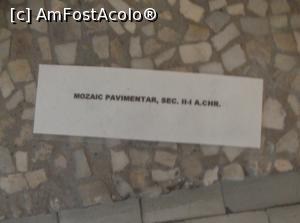 [c] AmFostAcolo®
MOZAIC PAVIMENTAR, SEC. II-I A.CHR.